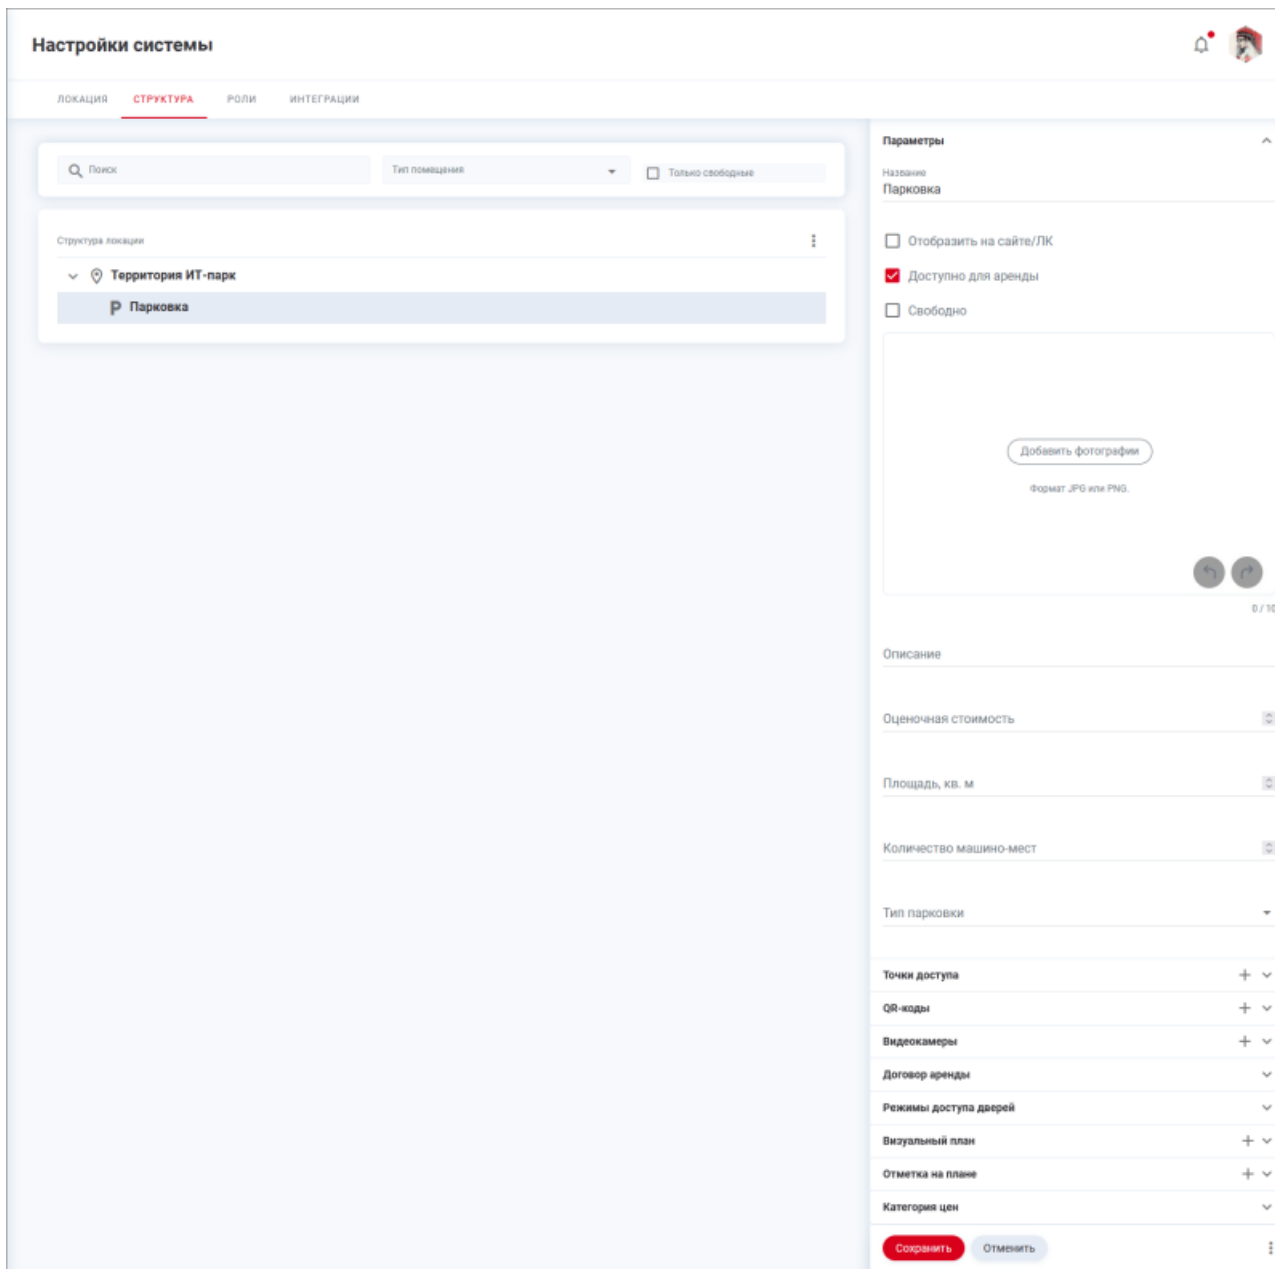 Настройки системы
ЛОКАЦИЯ СТРУКТУРА РОЛИ ИНТЕГРАЦИИ
Поиск Тип помещения Только свободные
Структура локации
Территория ИТ-парк
P Парковка
Параметры
Название
Парковка
Отобразить на сайте/ЛК
Доступно для аренды
Свободно
Добавить фотографии
Формат JPG или PNG.
0 / 10
Описание
Оценочная стоимость
Площадь, кв. м
Количество машино-мест
Тип парковки
Точки доступа
QR-коды
Видеокамеры
Договор аренды
Режимы доступа дверей
Визуальный план
Отметка на плане
Категория цен
Сохранить Отменить